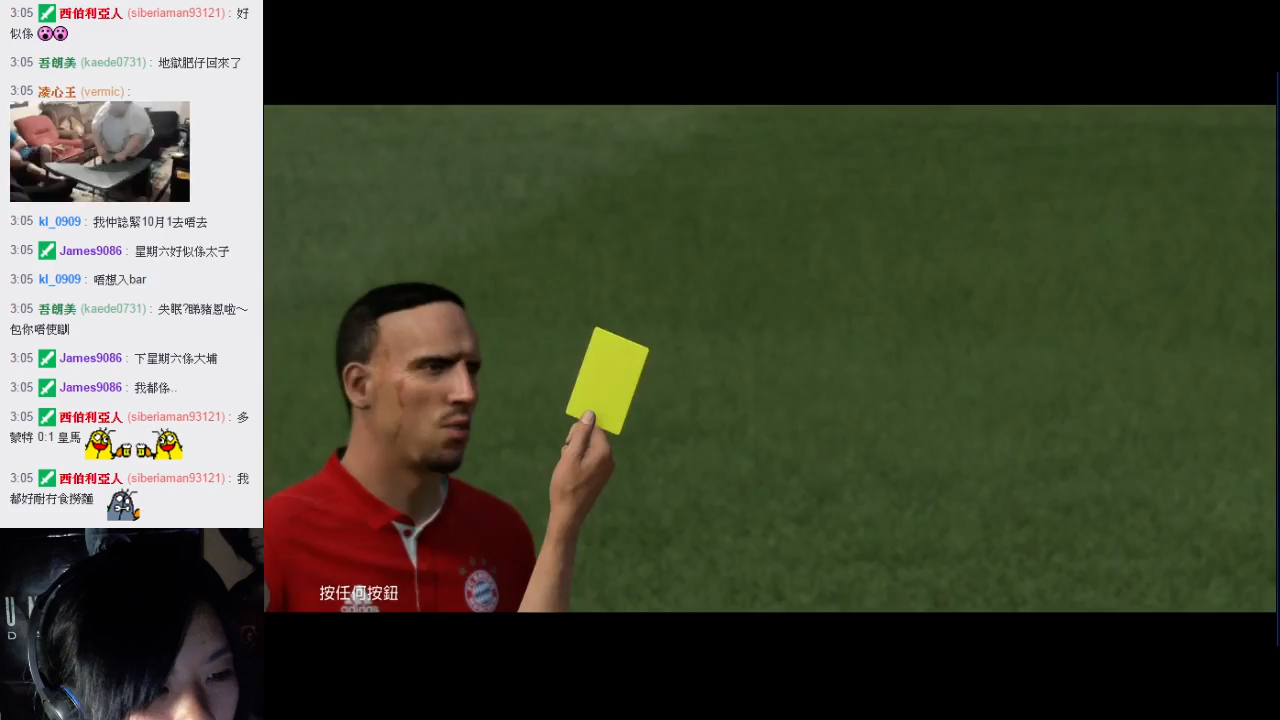 3:05 西伯利亞人 (siberiaman93121) : 好
似係
3:05 吾朗美 (kaede0731) : 地獄肥仔回來了
3:05 凌心王 (vermic) :
3:05 kl_0909 : 我仲諗緊10月1去唔去
3:05 James9086 : 星期六好似係太子
3:05 kl_0909 : 唔想入bar
3:05 吾朗美 (kaede0731) : 失眠?睇豬恩啦～
包你唔使瞓
3:05 James9086 : 下星期六係大埔
3:05 James9086 : 我都係..
3:05 西伯利亞人 (siberiaman93121) : 多
蒙特 0:1 皇馬
3:05 西伯利亞人 (siberiaman93121) : 我
都好耐冇食撈麵
按任何按鈕
adidas